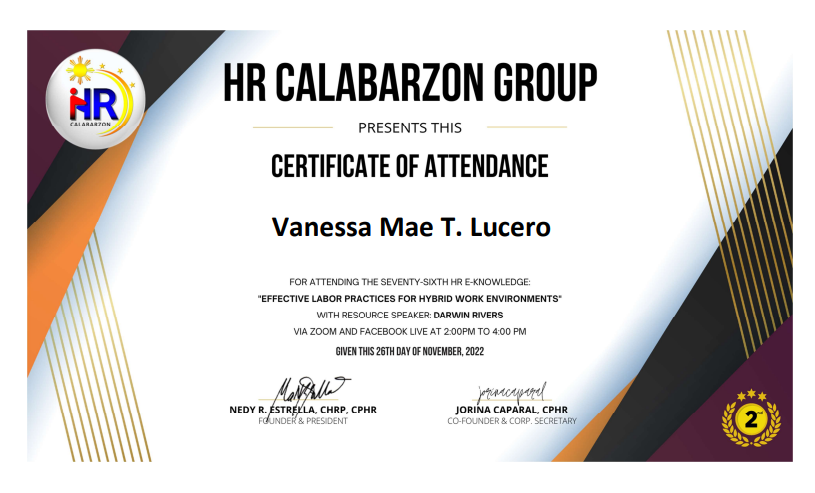 HR
CALABARZON
HR CALABARZON GROUP
PRESENTS THIS
CERTIFICATE OF ATTENDANCE
Vanessa Mae T. Lucero
FOR ATTENDING THE SEVENTY-SIXTH HR E-KNOWLEDGE:
"EFFECTIVE LABOR PRACTICES FOR HYBRID WORK ENVIRONMENTS"
WITH RESOURCE SPEAKER: DARWIN RIVERS
VIA ZOOM AND FACEBOOK LIVE AT 2:00PM TO 4:00 PM
GIVEN THIS 26TH DAY OF NOVEMBER, 2022
jorinacaparal
NEDY R. ESTRELLA, CHRP, CPHR
FOUNDER & PRESIDENT
JORINA CAPARAL, CPHR
CO-FOUNDER & CORP. SECRETARY
2